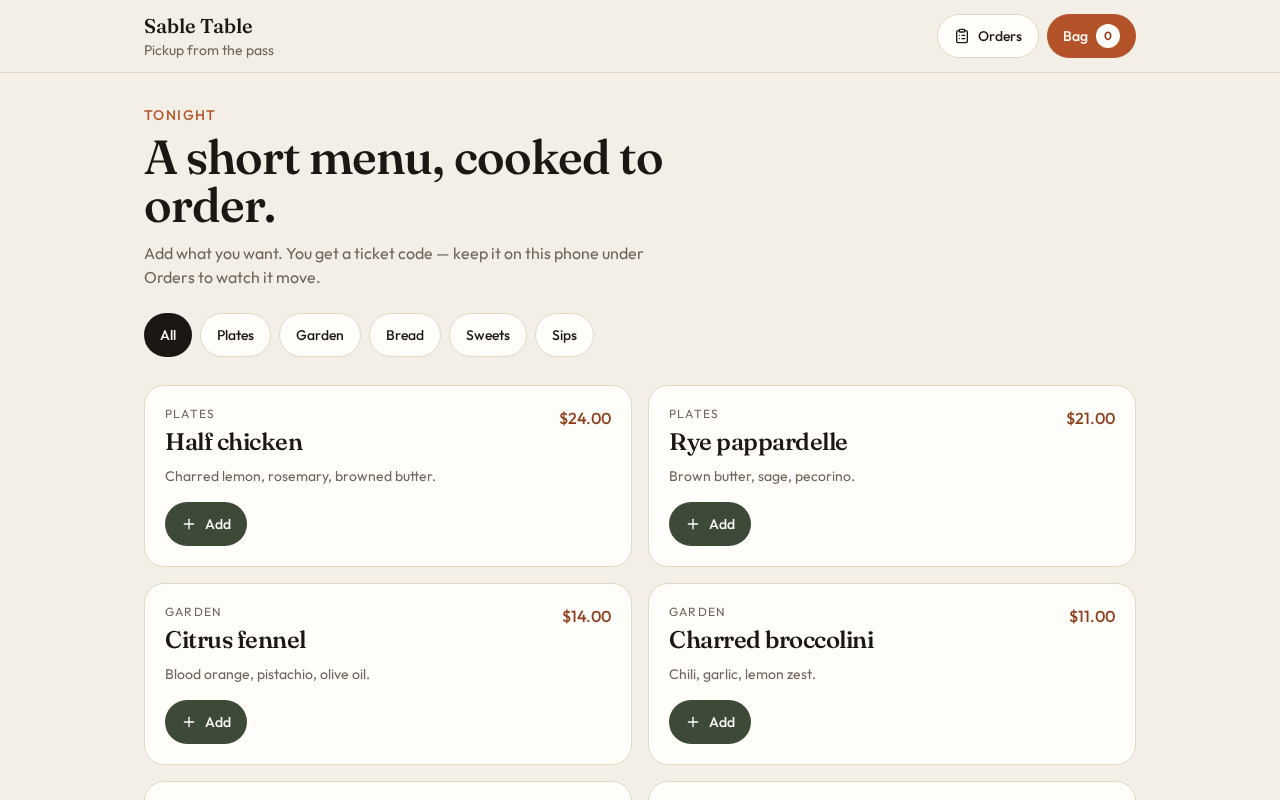 Sable Table
Pickup from the pass
Orders
Bag 0
TONIGHT
A short menu, cooked to
order.
Add what you want. You get a ticket code — keep it on this phone under
Orders to watch it move.
All
Plates
Garden
Bread
Sweets
Sips
PLATES
$24.00
Half chicken
Charred lemon, rosemary, browned butter.
+ Add
PLATES
$21.00
Rye pappardelle
Brown butter, sage, pecorino.
+ Add
GARDEN
$14.00
Citrus fennel
Blood orange, pistachio, olive oil.
+ Add
GARDEN
$11.00
Charred broccolini
Chili, garlic, lemon zest.
+ Add